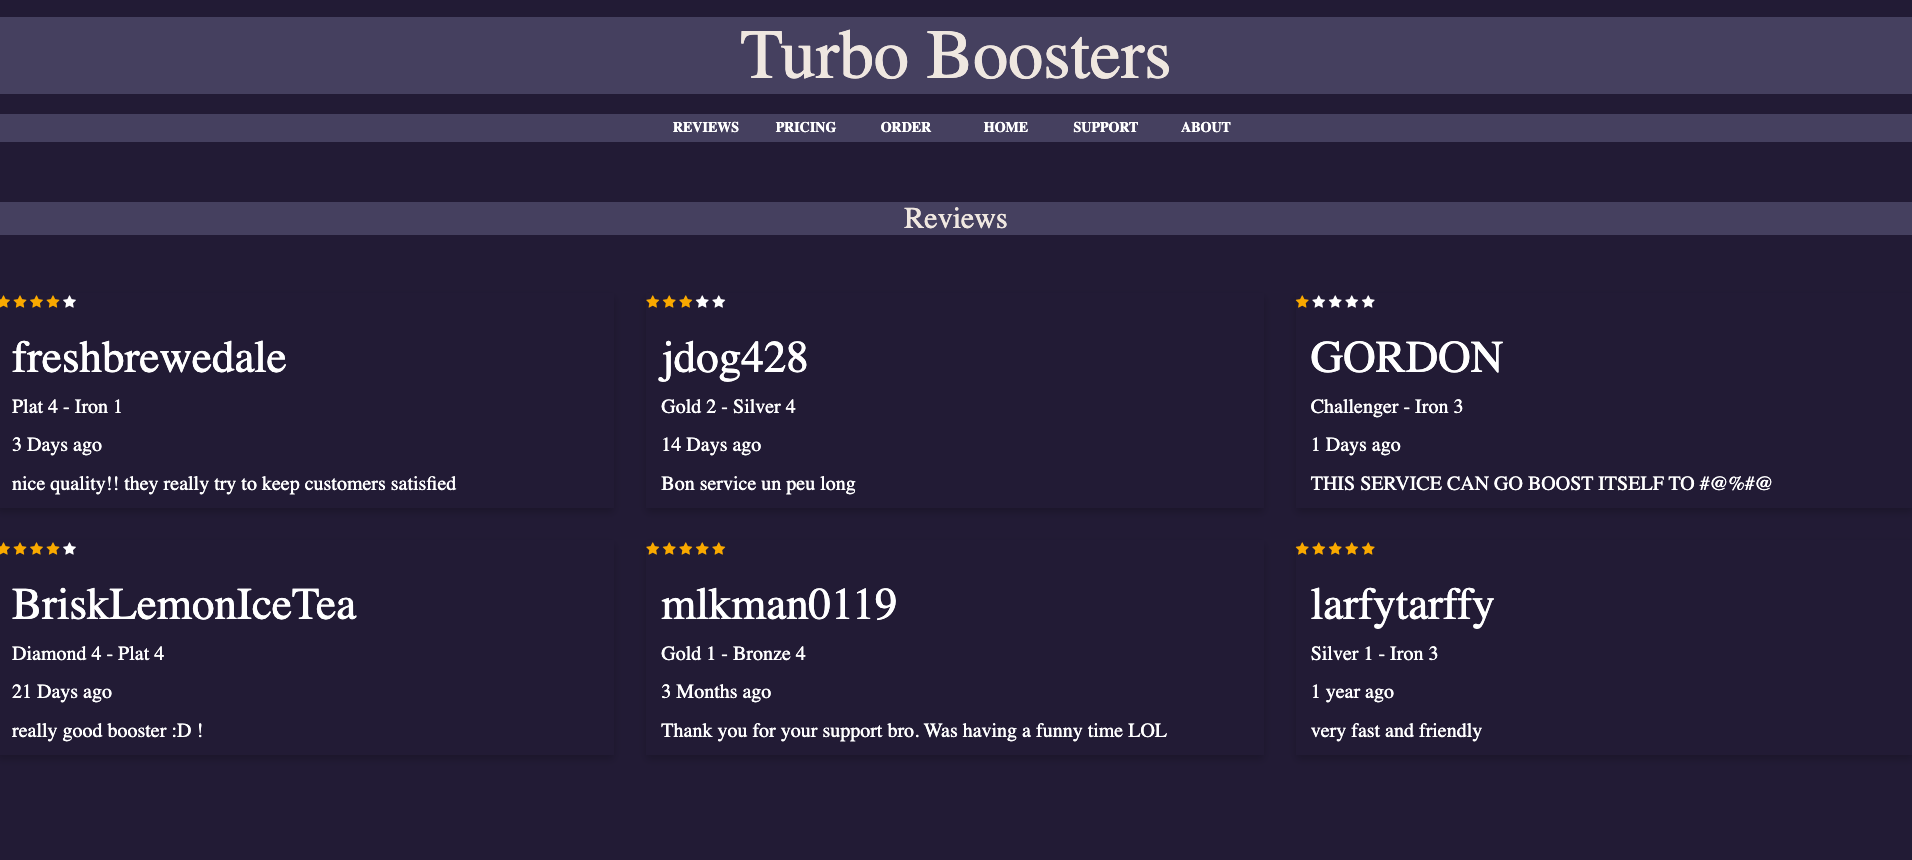 Turbo Boosters
REVIEWS PRICING ORDER HOME SUPPORT ABOUT
Reviews
freshbrewedale
Plat 4 - Iron 1
3 Days ago
nice quality!! they really try to keep customers satisfied
jdog428
Gold 2 - Silver 4
14 Days ago
Bon service un peu long
GORDON
Challenger - Iron 3
1 Days ago
THIS SERVICE CAN GO BOOST ITSELF TO #@%#@
BriskLemonIceTea
Diamond 4 - Plat 4
21 Days ago
really good booster :D !
mlkman0119
Gold 1 - Bronze 4
3 Months ago
Thank you for your support bro. Was having a funny time LOL
larfytarffy
Silver 1 - Iron 3
1 year ago
very fast and friendly